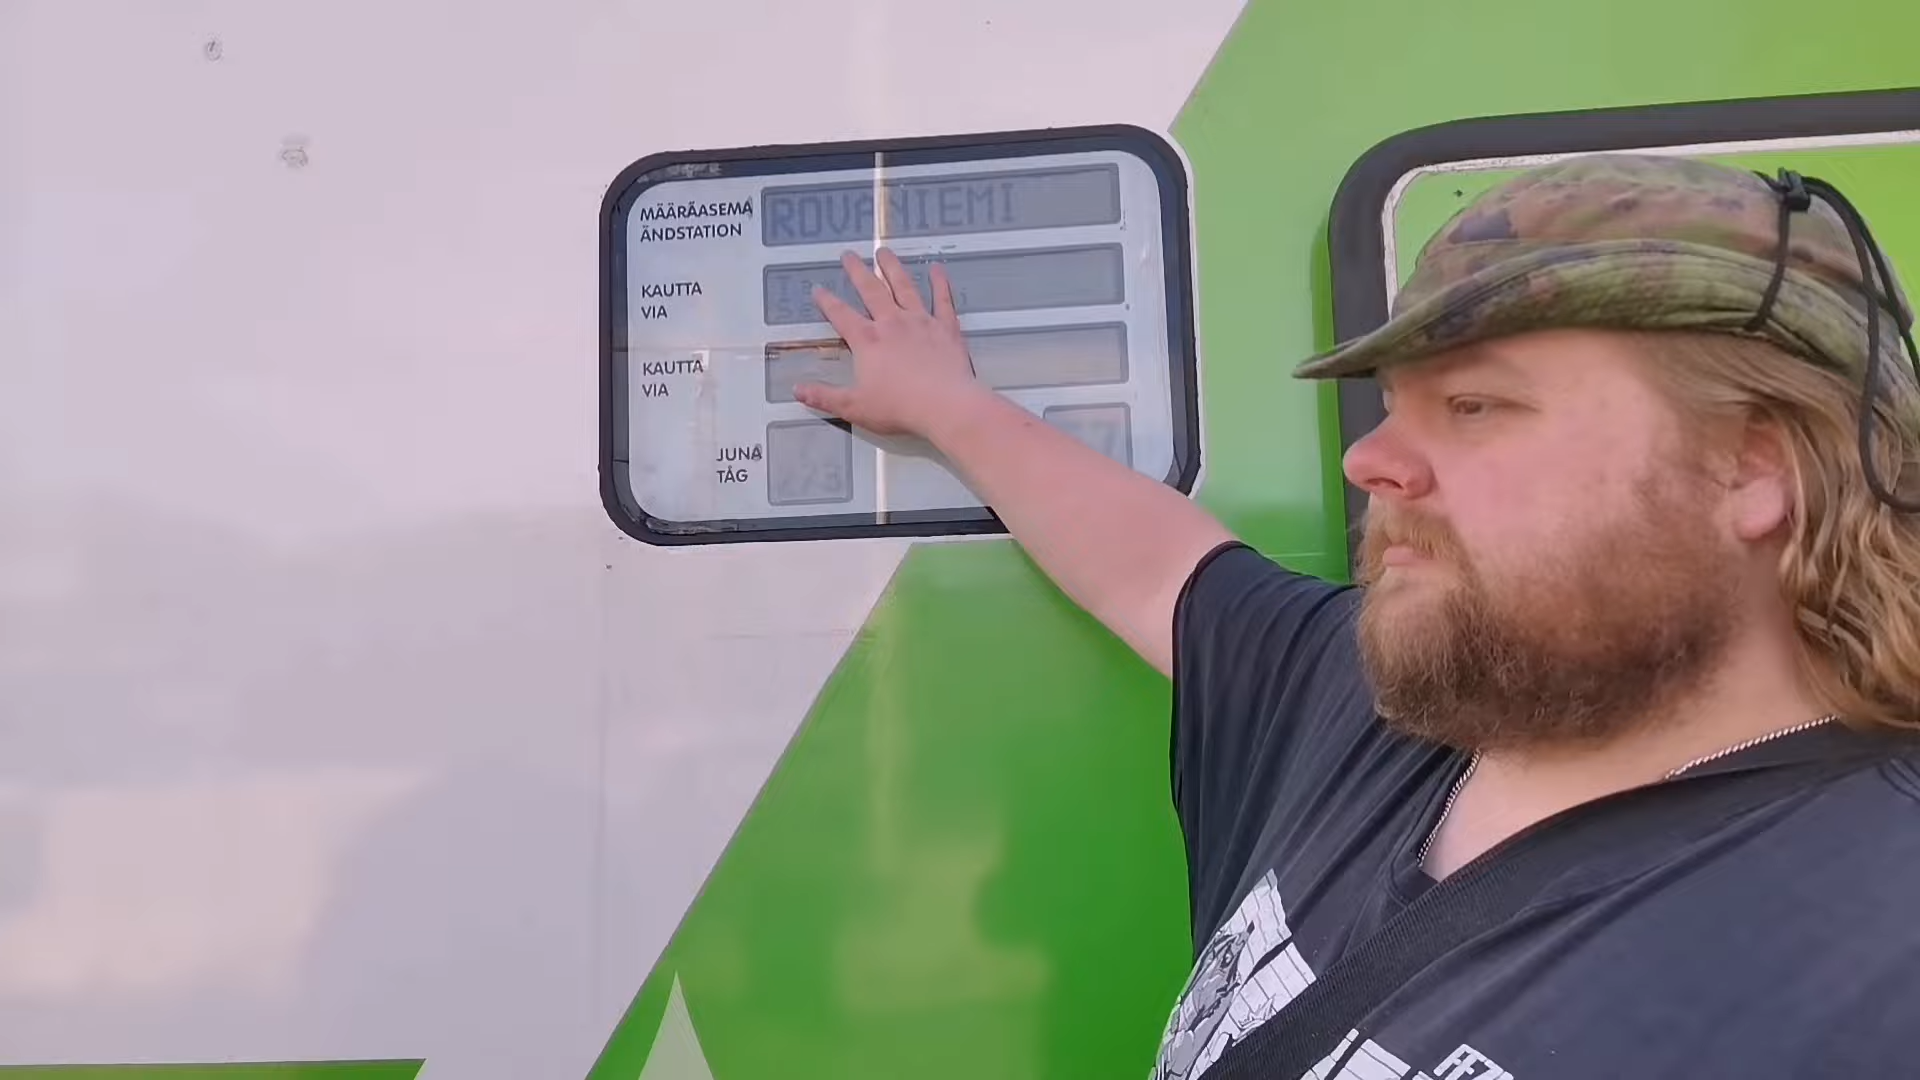 MÄÄRÄASEMA ROVANIEMI
ÄNDSTATION
KAUTTA
VIA
KAUTTA
VIA
JUNA
TÅG